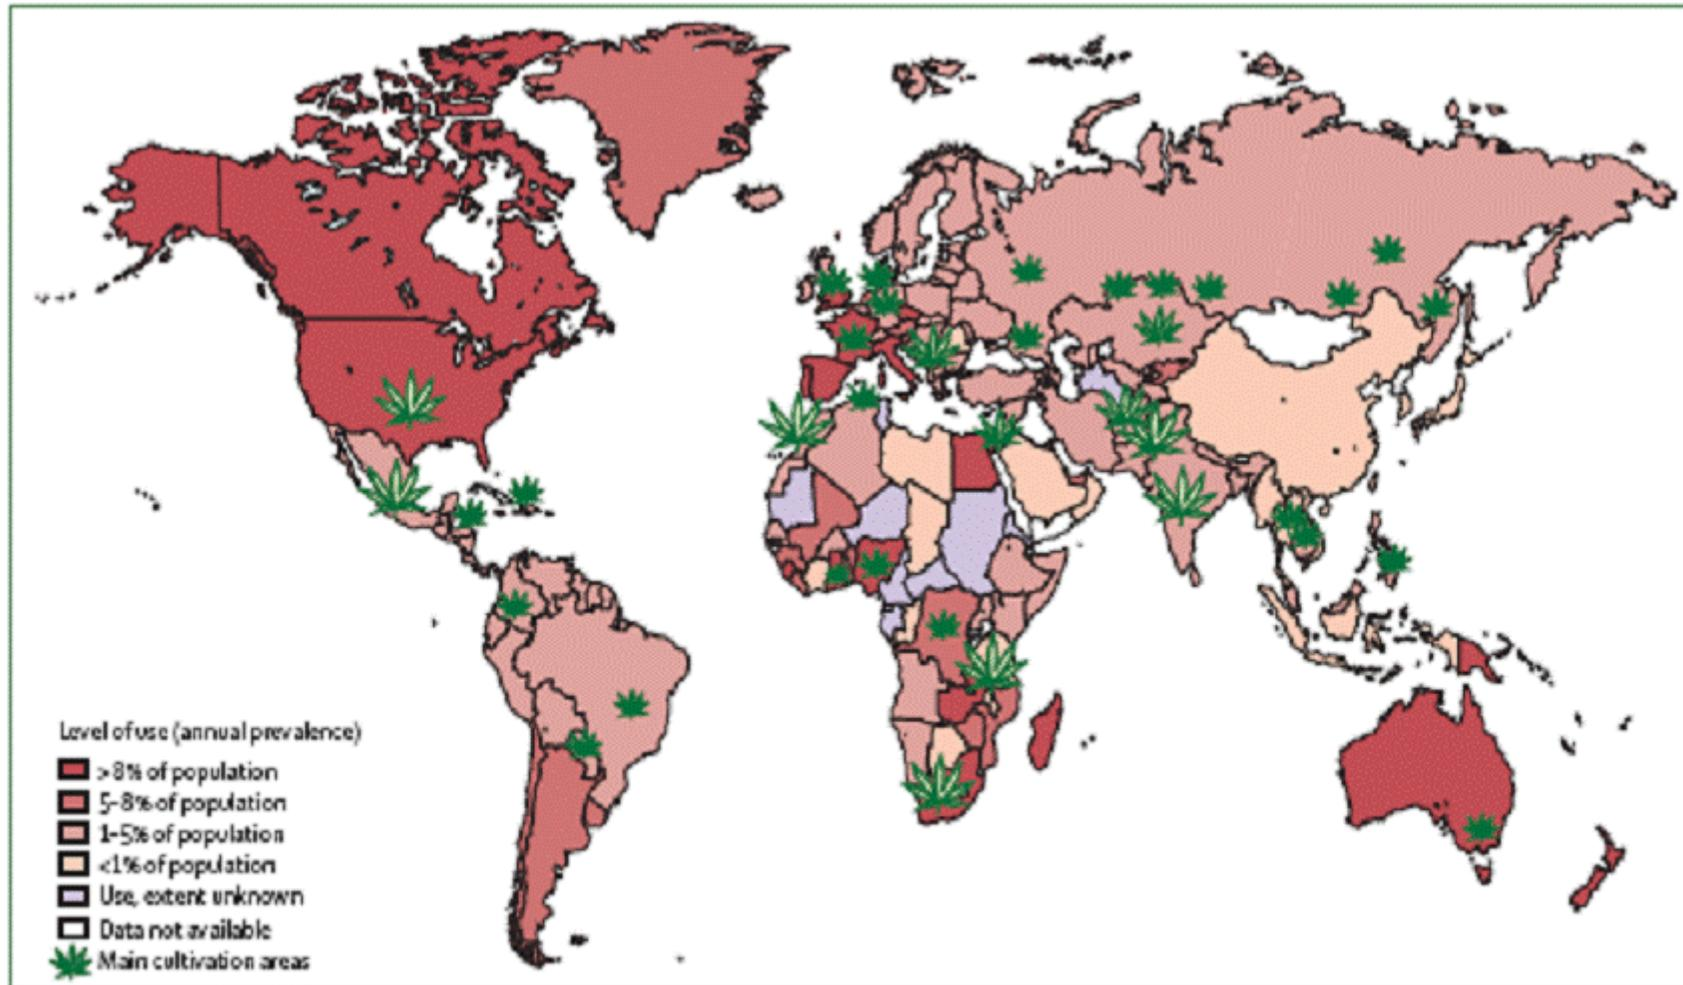 Level of use (annual prevalence)
>8% of population
5-8% of population
1-5% of population
<1% of population
Use, extent unknown
Data not available
Main cultivation areas